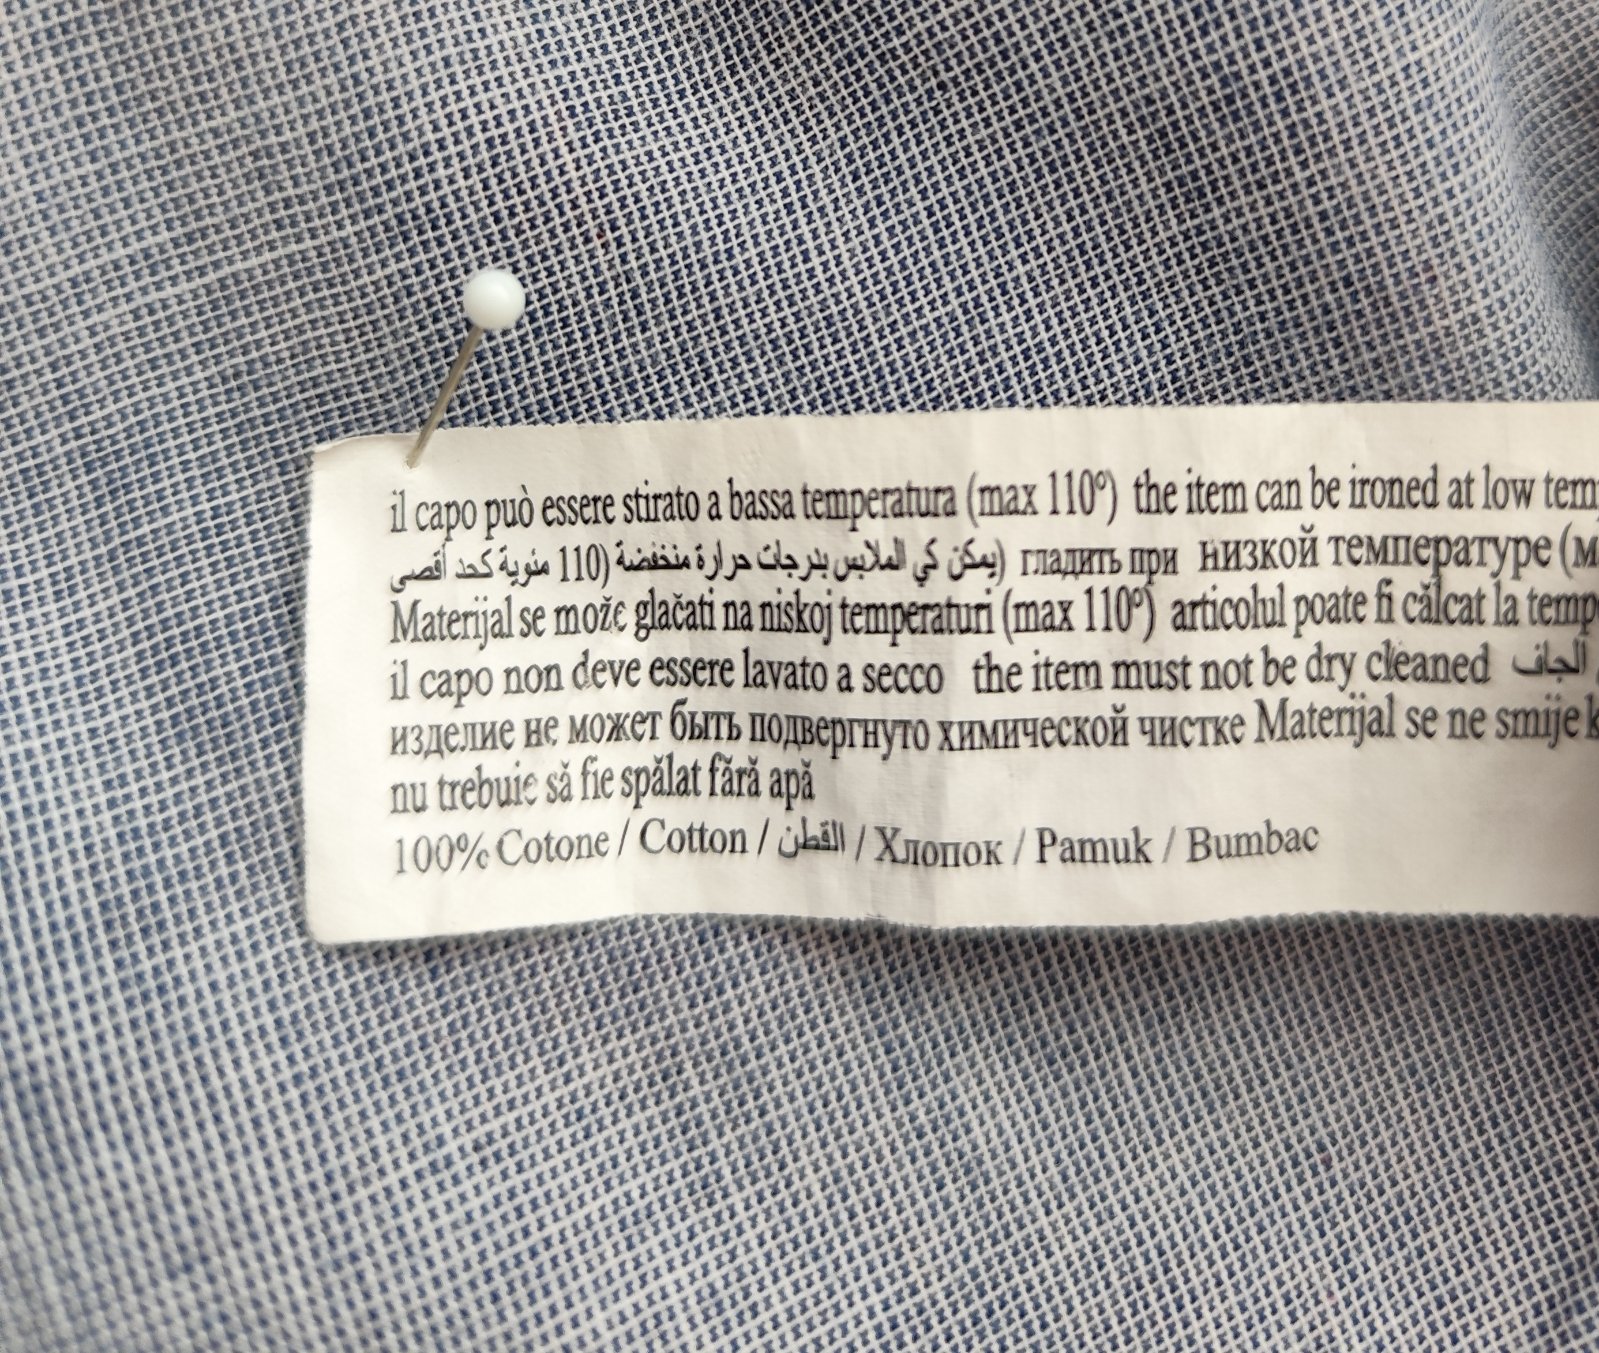 il capo può essere stirato a bassa temperatura (max 110º) the item can be ironed at low tem
يمكن كي الملابس بدرجات حرارة منخفضة (110 مئوية كحد أقصى) гладить при низкой температуре (м
Materijal se može glačati na niskoj temperaturi (max 110º) articolul poate fi călcat la temp
il capo non deve essere lavato a secco the item must not be dry cleaned الجاف
изделие не может быть подвергнуто химической чистке Materijal se ne smije k
nu trebuie să fie spălat fără apă
100% Cotone / Cotton / القطن / Хлопок / Pamuk / Bumbac